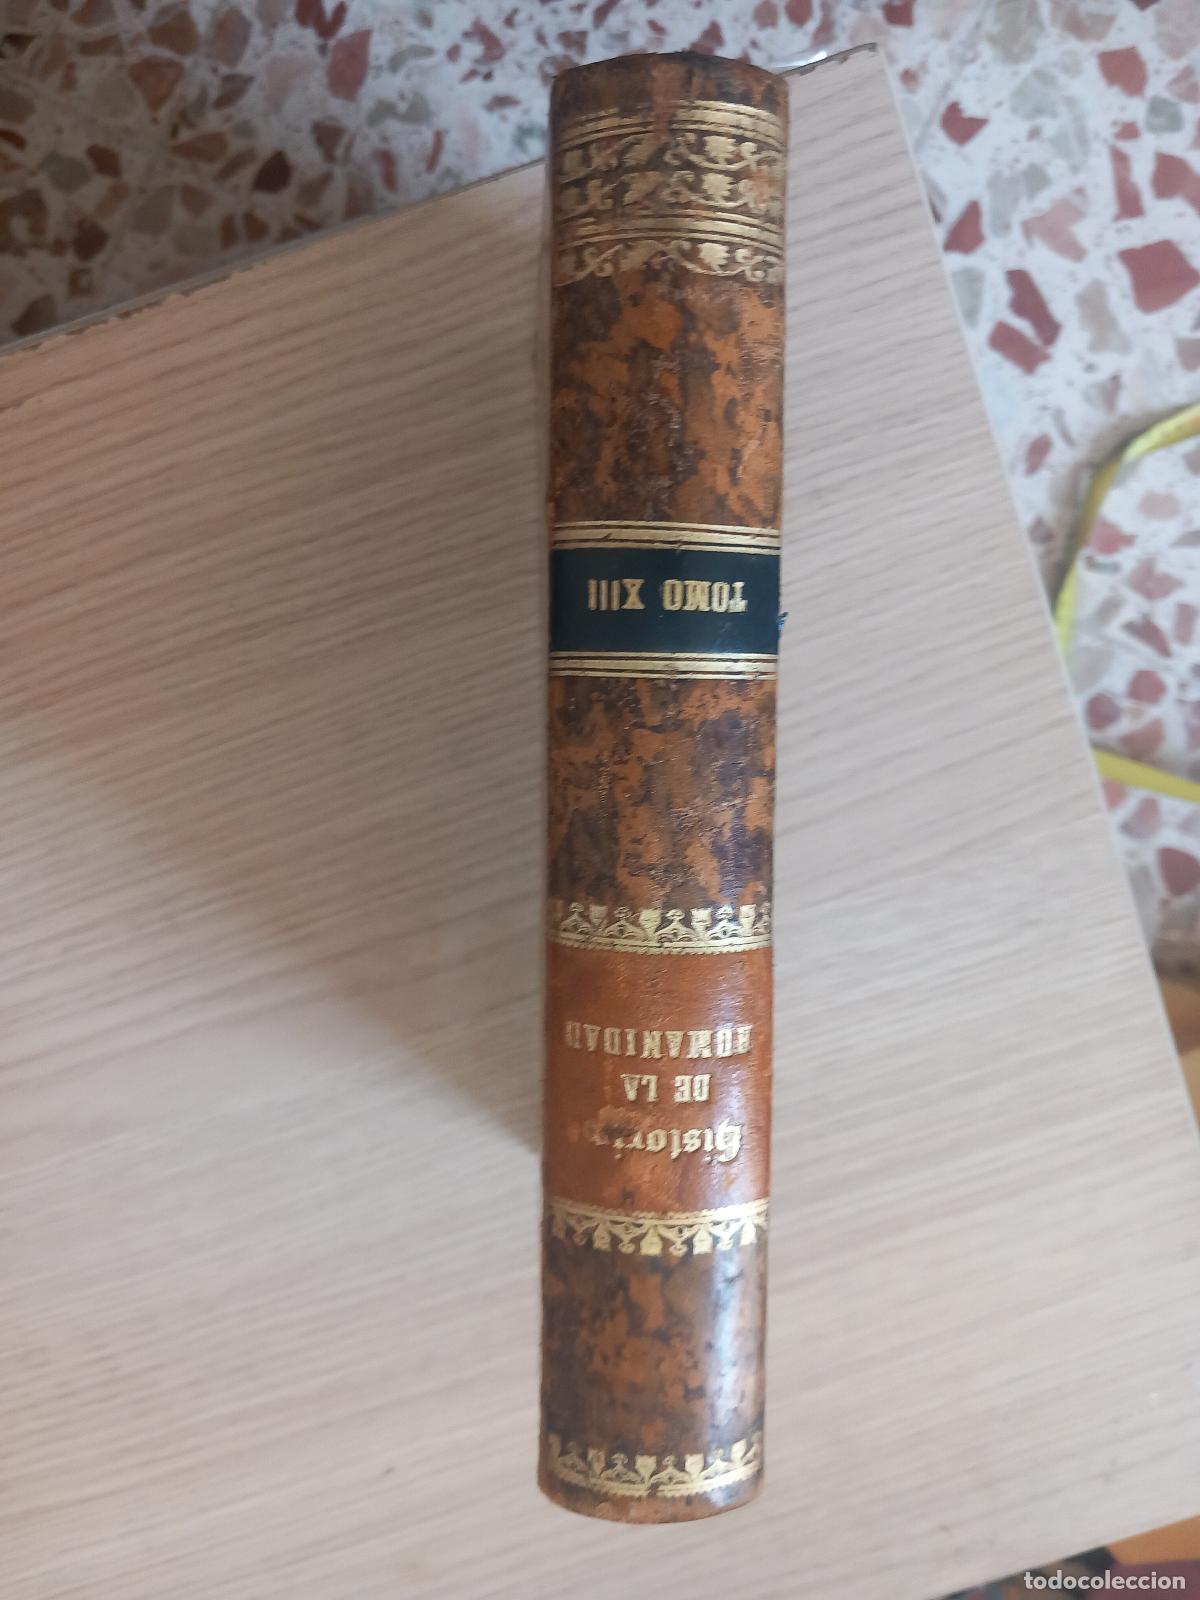 Historia
DE LA
HUMANIDAD
TOMO XIII
todocoleccion